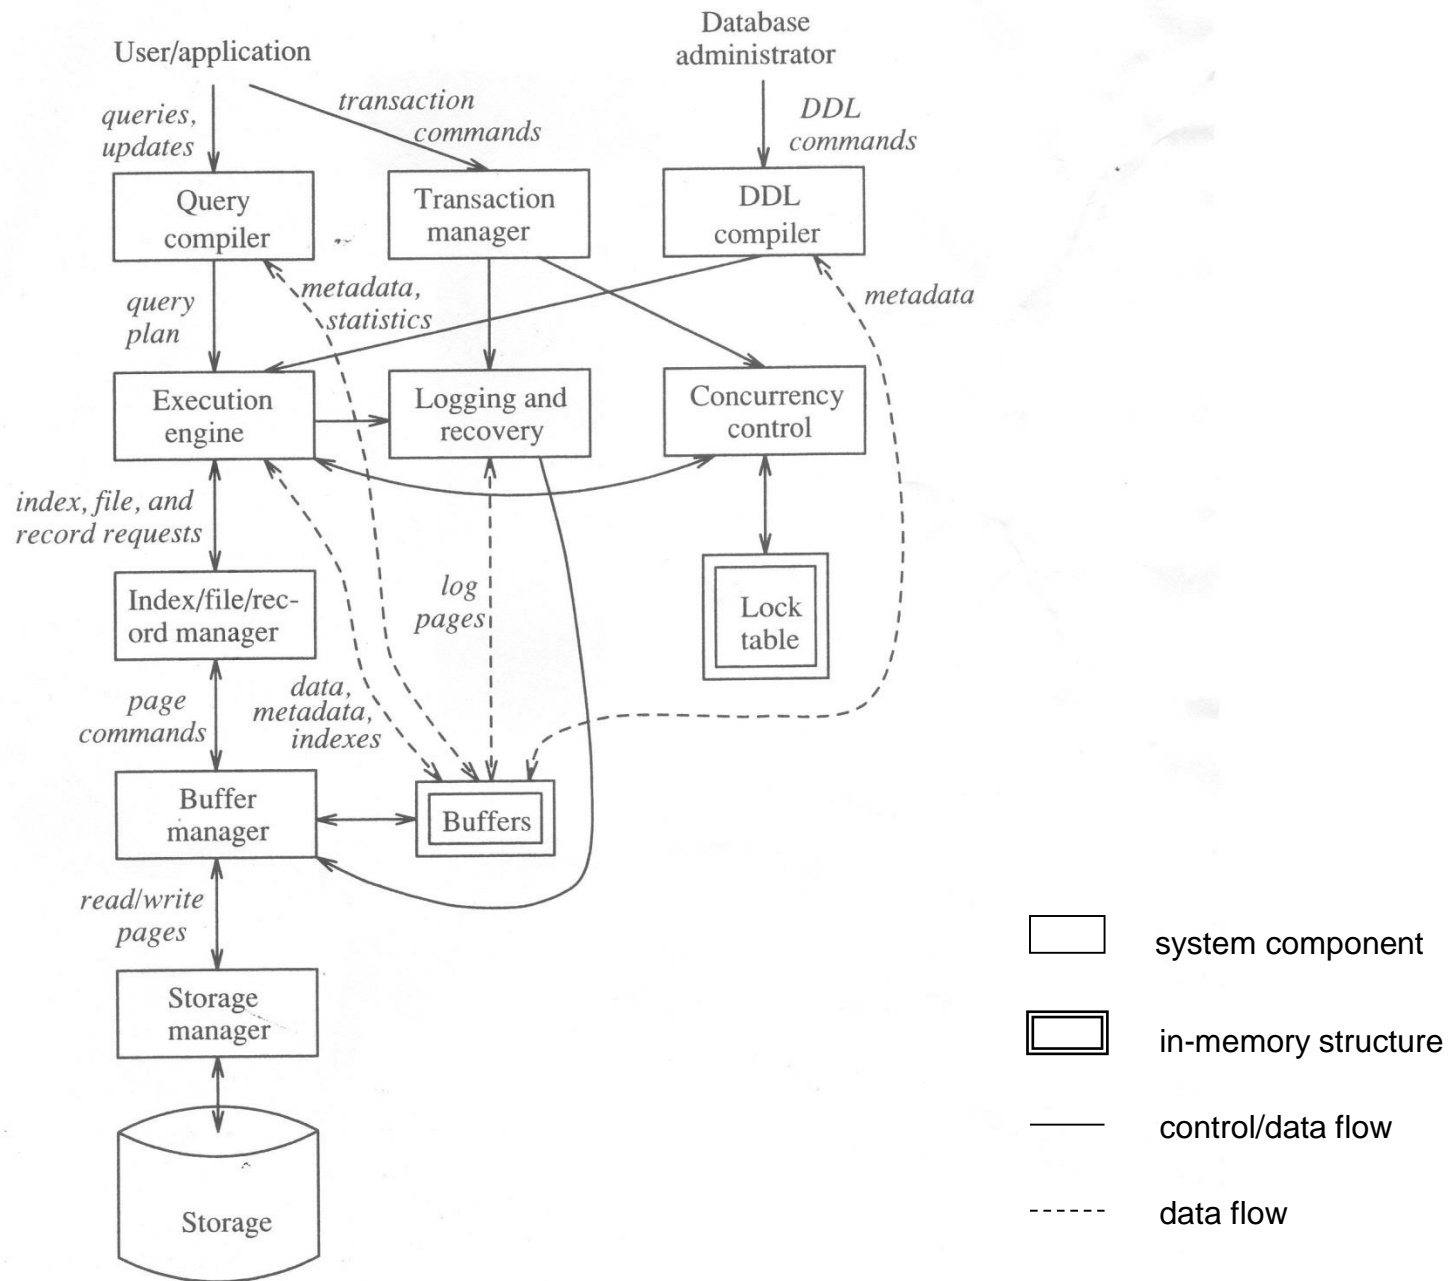 User/application
Database
administrator
queries,
updates
transaction
commands
DDL
commands
Query
compiler
Transaction
manager
DDL
compiler
query
plan
metadata,
statistics
metadata
Execution
engine
Logging and
recovery
Concurrency
control
index, file, and
record requests
log
pages
Index/file/rec-
ord manager
Lock
table
page
commands
data,
metadata,
indexes
Buffer
manager
Buffers
read/write
pages
system component
Storage
manager
in-memory structure
control/data flow
Storage
data flow